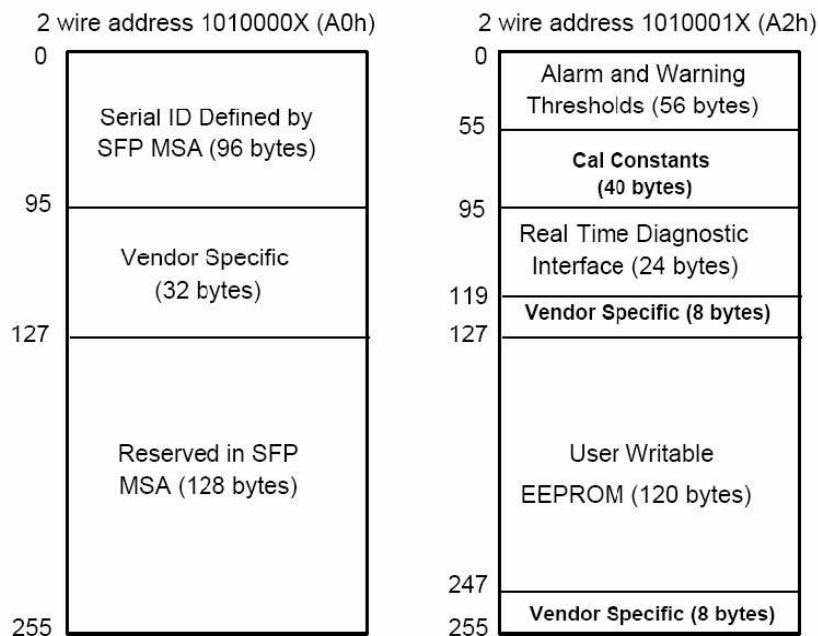 2 wire address 1010000X (A0h)
0
Serial ID Defined by
SFP MSA (96 bytes)
95
Vendor Specific
(32 bytes)
127
Reserved in SFP
MSA (128 bytes)
255
2 wire address 1010001X (A2h)
0
Alarm and Warning
Thresholds (56 bytes)
55
Cal Constants
(40 bytes)
95
Real Time Diagnostic
Interface (24 bytes)
119
Vendor Specific (8 bytes)
127
User Writable
EEPROM (120 bytes)
247
Vendor Specific (8 bytes)
255